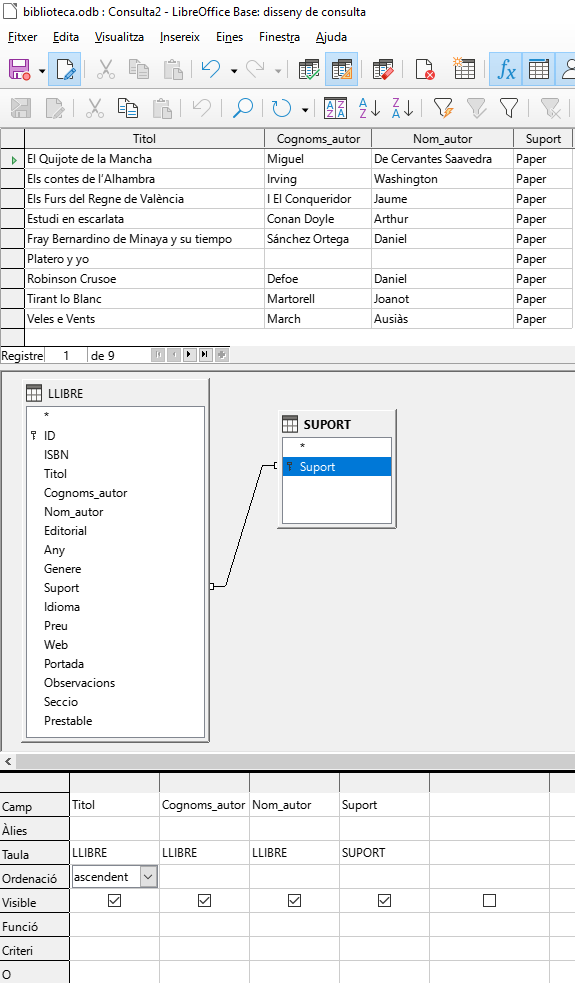 biblioteca.odb : Consulta2 - LibreOffice Base: disseny de consulta
Fitxer Edita Visualitza Insereix Eines Finestra Ajuda
fx
AZ AZ A Z Z A
Titol Cognoms_autor Nom_autor Suport
El Quijote de la Mancha Miguel De Cervantes Saavedra Paper
Els contes de l'Alhambra Irving Washington Paper
Els Furs del Regne de València I El Conqueridor Jaume Paper
Estudi en escarlata Conan Doyle Arthur Paper
Fray Bernardino de Minaya y su tiempo Sánchez Ortega Daniel Paper
Platero y yo Paper
Robinson Crusoe Defoe Daniel Paper
Tirant lo Blanc Martorell Joanot Paper
Veles e Vents March Ausiàs Paper
Registre 1 de 9
LLIBRE
*
ID
ISBN
Titol
Cognoms_autor
Nom_autor
Editorial
Any
Genere
Suport
Idioma
Preu
Web
Portada
Observacions
Seccio
Prestable
SUPORT
*
Suport
Camp Titol Cognoms_autor Nom_autor Suport
Àlies
Taula LLIBRE LLIBRE LLIBRE SUPORT
Ordenació ascendent
Visible
Funció
Criteri
O